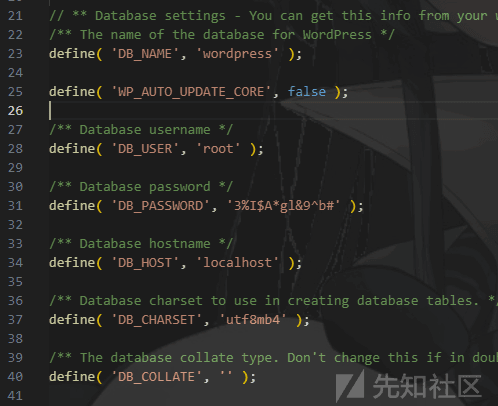 21 // ** Database settings - You can get this info from your
22 /** The name of the database for WordPress */
23 define( 'DB_NAME', 'wordpress' );
24
25 define( 'WP_AUTO_UPDATE_CORE', false );
26
27 /** Database username */
28 define( 'DB_USER', 'root' );
29
30 /** Database password */
31 define( 'DB_PASSWORD', '3%I$A*gl&9^b#' );
32
33 /** Database hostname */
34 define( 'DB_HOST', 'localhost' );
35
36 /** Database charset to use in creating database tables. *
37 define( 'DB_CHARSET', 'utf8mb4' );
38
39 /** The database collate type. Don't change this if in dou
40 define( 'DB_COLLATE', '' );
41
先知社区